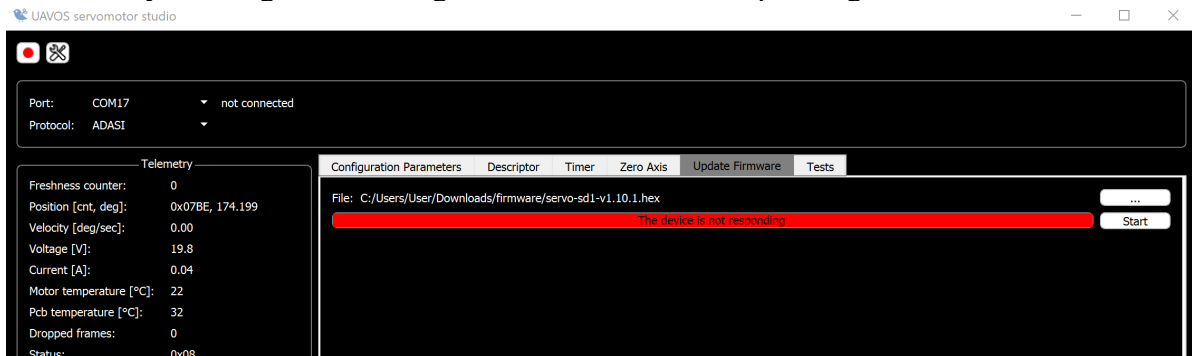 UAVOS servomotor studio
Port: COM17 not connected
Protocol: ADASI
Telemetry
Freshness counter: 0
Position [cnt, deg]: 0x07BE, 174.199
Velocity [deg/sec]: 0.00
Voltage [V]: 19.8
Current [A]: 0.04
Motor temperature [°C]: 22
Pcb temperature [°C]: 32
Dropped frames: 0
Status: 0x08
Configuration Parameters Descriptor Timer Zero Axis Update Firmware Tests
File: C:/Users/User/Downloads/firmware/servo-sd1-v1.10.1.hex ...
The device is not responding Start